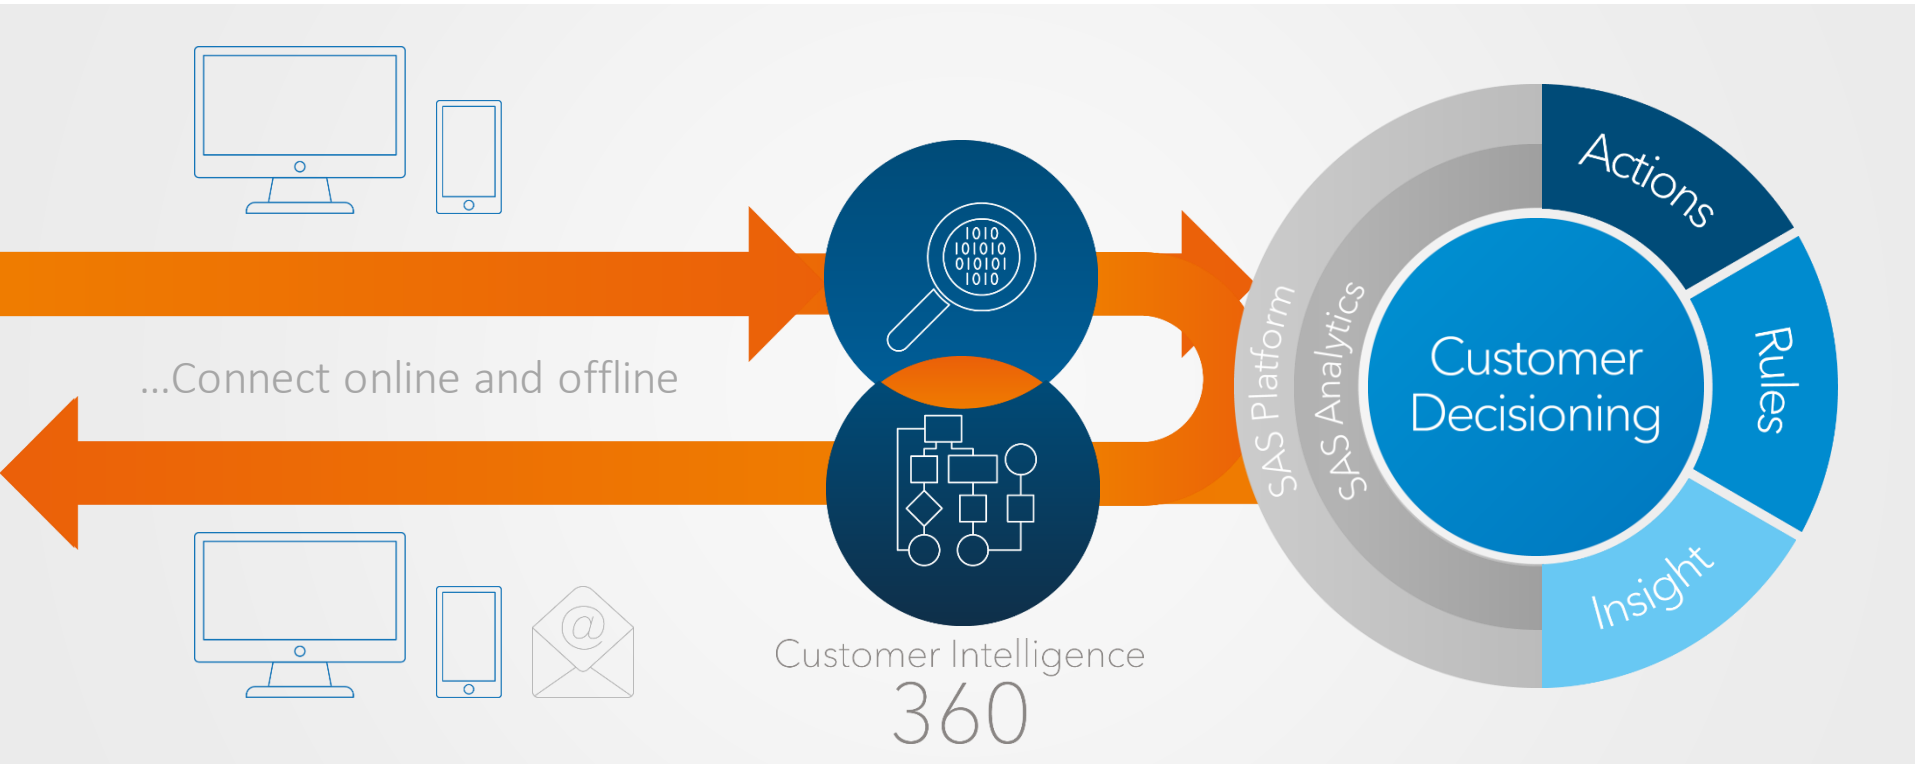 1010
101010
010101
1010
...Connect online and offline
Customer Intelligence
360
SAS Platform
SAS Analytics
Customer
Decisioning
Actions
Rules
Insight
@